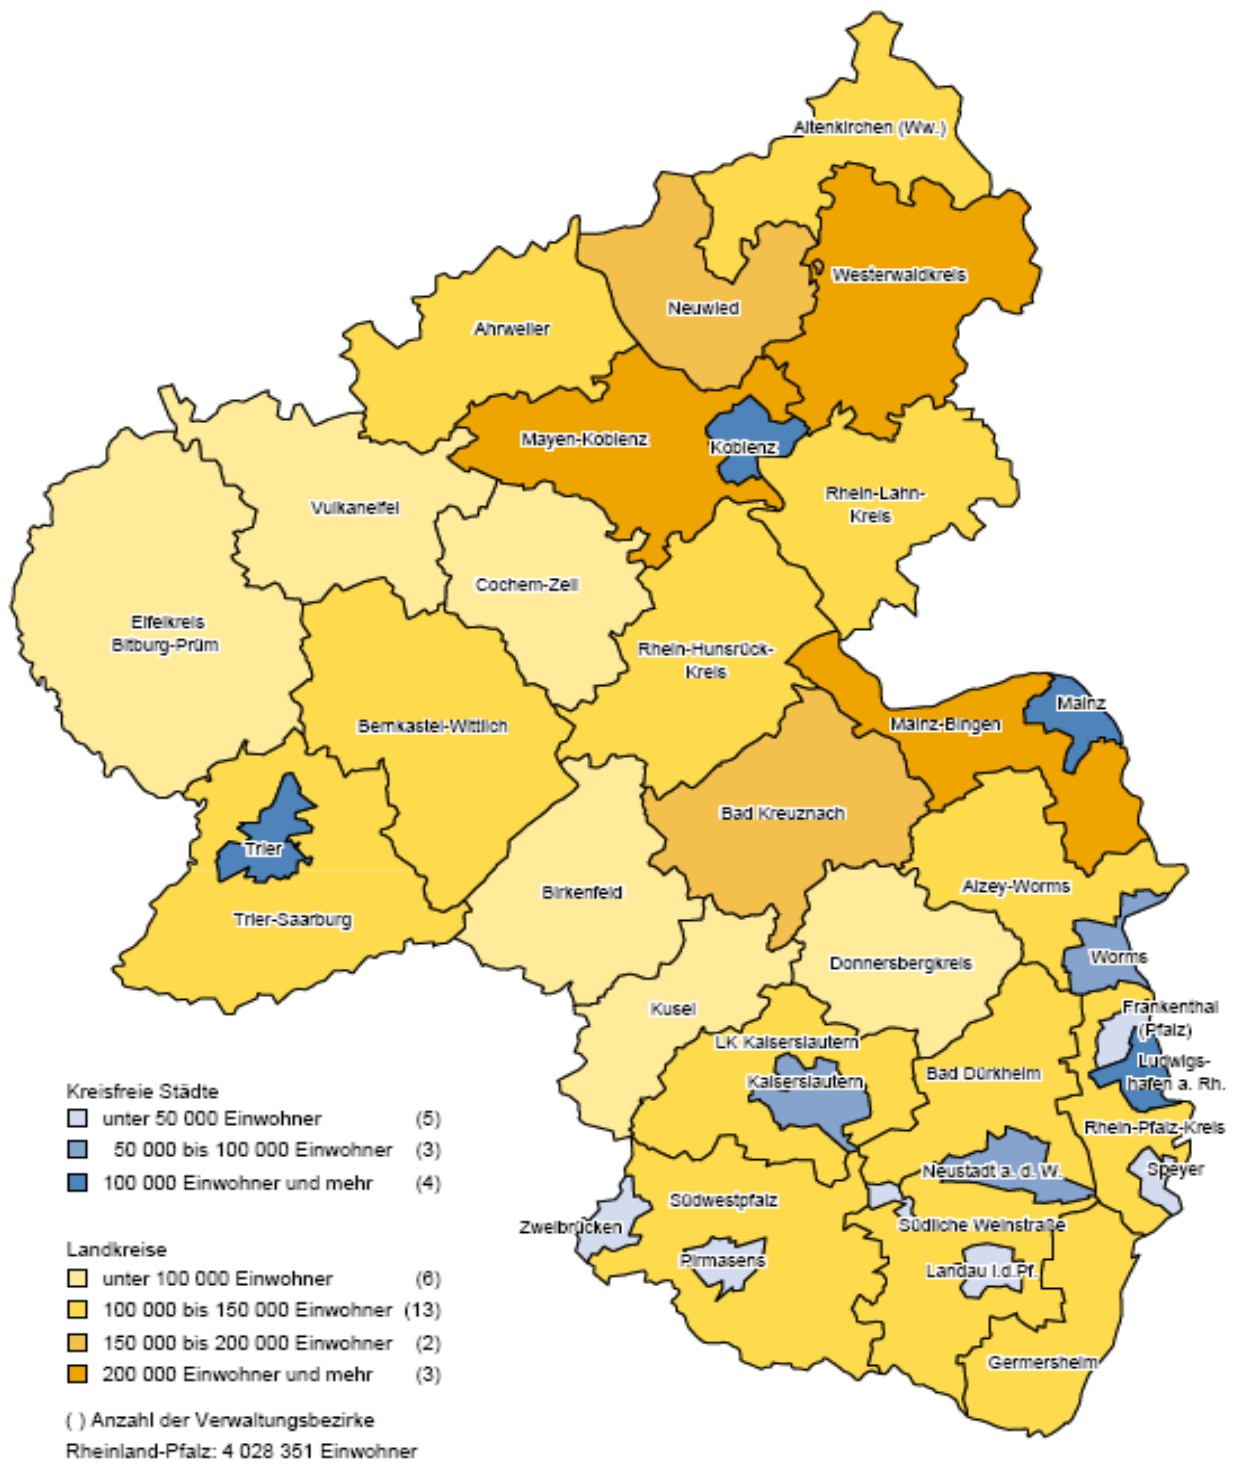 Altenkirchen (Ww.)
Westerwaldkreis
Neuwied
Ahrweiler
Mayen-Koblenz
Koblenz
Rhein-Lahn-
Kreis
Vulkaneifel
Cochem-Zell
Eifelkreis
Bitburg-Prüm
Rhein-Hunsrück-
Kreis
Mainz
Mainz-Bingen
Bernkastel-Wittlich
Bad Kreuznach
Trier
Birkenfeld
Alzey-Worms
Trier-Saarburg
Donnersbergkreis
Worms
Kusel
Frankenthal
(Pfalz)
LK Kaiserslautern
Ludwigs-
hafen a. Rh.
Bad Dürkheim
Kaiserslautern
Rhein-Pfalz-Kreis
Neustadt a. d. W.
Speyer
Südwestpfalz
Zweibrücken
Südliche Weinstraße
Pirmasens
Landau i.d.Pf.
Germersheim
Kreisfreie Städte
unter 50 000 Einwohner (5)
50 000 bis 100 000 Einwohner (3)
100 000 Einwohner und mehr (4)
Landkreise
unter 100 000 Einwohner (6)
100 000 bis 150 000 Einwohner (13)
150 000 bis 200 000 Einwohner (2)
200 000 Einwohner und mehr (3)
( ) Anzahl der Verwaltungsbezirke
Rheinland-Pfalz: 4 028 351 Einwohner